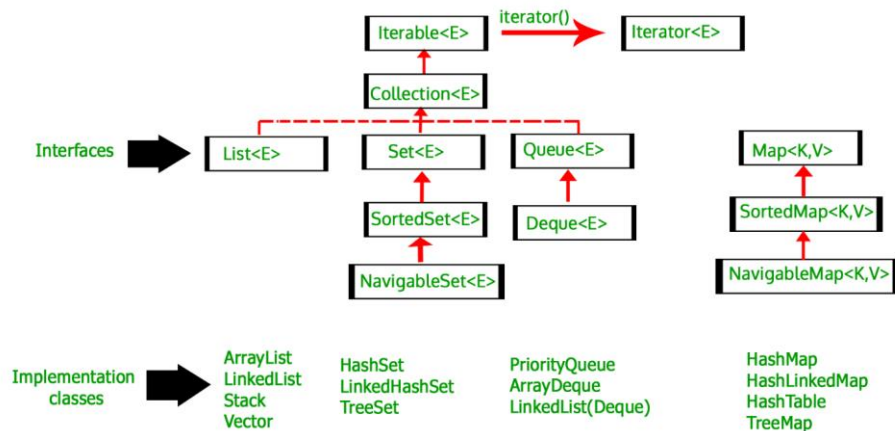 iterator()
Iterable<E>
Iterator<E>
Collection<E>
Interfaces
List<E>
Set<E>
Queue<E>
Map<K,V>
SortedSet<E>
Deque<E>
SortedMap<K,V>
NavigableSet<E>
NavigableMap<K,V>
Implementation
classes
ArrayList
LinkedList
Stack
Vector
HashSet
LinkedHashSet
TreeSet
PriorityQueue
ArrayDeque
LinkedList(Deque)
HashMap
HashLinkedMap
HashTable
TreeMap